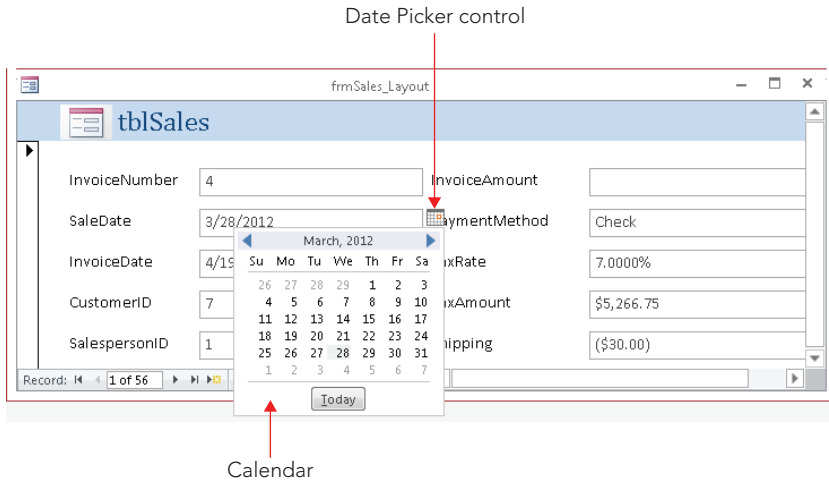 Date Picker control
frmSales_Layout
tblSales
InvoiceNumber 4 InvoiceAmount
SaleDate 3/28/2012 aymentMethod Check
InvoiceDate 4/19 axRate 7.0000%
CustomerID 7 axAmount $5,266.75
SalespersonID 1 hipping ($30.00)
March, 2012
Su Mo Tu We Th Fr Sa
26 27 28 29 1 2 3
4 5 6 7 8 9 10
11 12 13 14 15 16 17
18 19 20 21 22 23 24
25 26 27 28 29 30 31
1 2 3 4 5 6 7
Today
Record: 1 of 56
Calendar